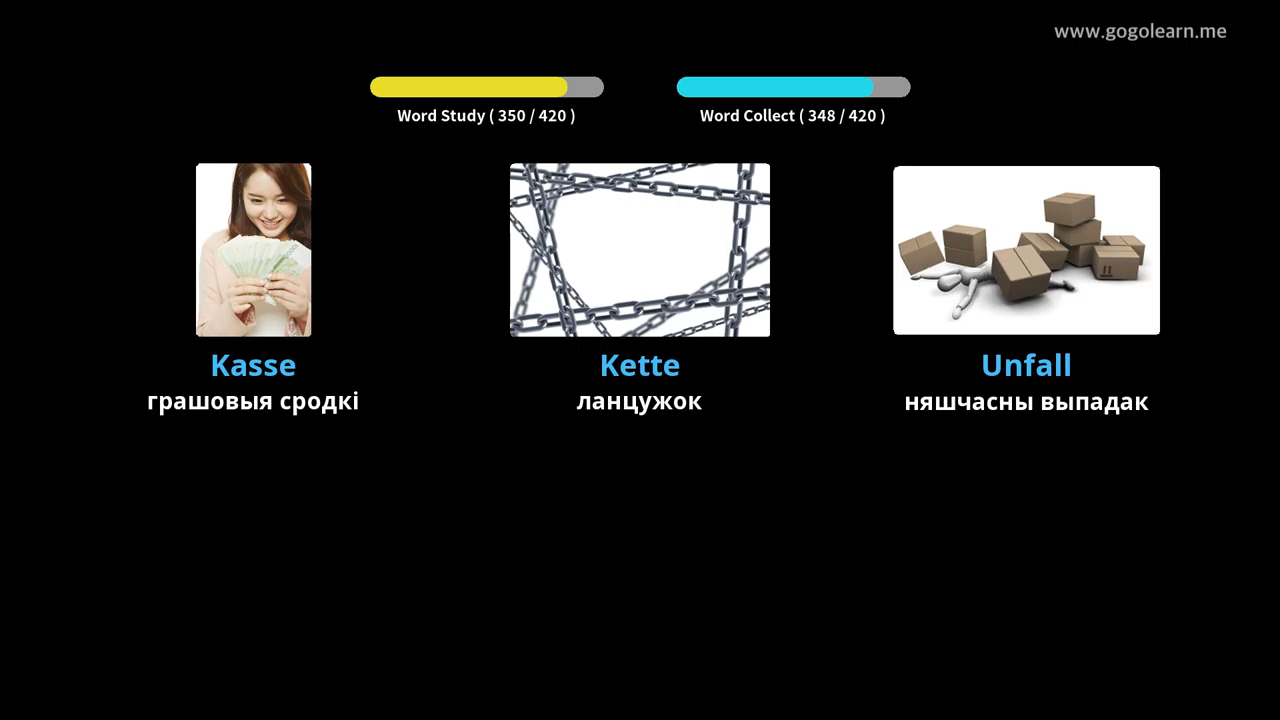 www.gogolearn.me
Word Study ( 350 / 420 )
Word Collect ( 348 / 420 )
Kasse
грашовыя сродкі
Kette
ланцужок
Unfall
няшчасны выпадак